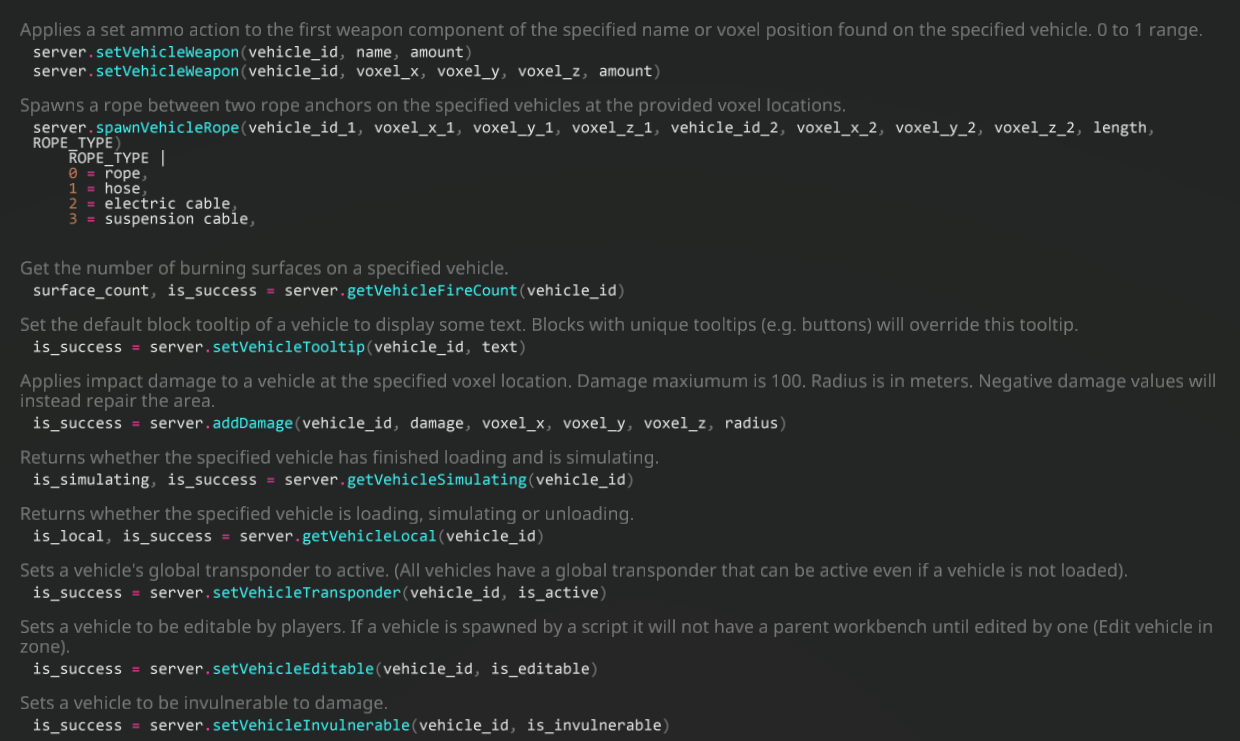 Applies a set ammo action to the first weapon component of the specified name or voxel position found on the specified vehicle. 0 to 1 range.
server.setVehicleWeapon(vehicle_id, name, amount)
server.setVehicleWeapon(vehicle_id, voxel_x, voxel_y, voxel_z, amount)
Spawns a rope between two rope anchors on the specified vehicles at the provided voxel locations.
server.spawnVehicleRope(vehicle_id_1, voxel_x_1, voxel_y_1, voxel_z_1, vehicle_id_2, voxel_x_2, voxel_y_2, voxel_z_2, length,
ROPE_TYPE)
ROPE_TYPE |
0 = rope,
1 = hose,
2 = electric cable,
3 = suspension cable,
Get the number of burning surfaces on a specified vehicle.
surface_count, is_success = server.getVehicleFireCount(vehicle_id)
Set the default block tooltip of a vehicle to display some text. Blocks with unique tooltips (e.g. buttons) will override this tooltip.
is_success = server.setVehicleTooltip(vehicle_id, text)
Applies impact damage to a vehicle at the specified voxel location. Damage maxiumum is 100. Radius is in meters. Negative damage values will
instead repair the area.
is_success = server.addDamage(vehicle_id, damage, voxel_x, voxel_y, voxel_z, radius)
Returns whether the specified vehicle has finished loading and is simulating.
is_simulating, is_success = server.getVehicleSimulating(vehicle_id)
Returns whether the specified vehicle is loading, simulating or unloading.
is_local, is_success = server.getVehicleLocal(vehicle_id)
Sets a vehicle's global transponder to active. (All vehicles have a global transponder that can be active even if a vehicle is not loaded).
is_success = server.setVehicleTransponder(vehicle_id, is_active)
Sets a vehicle to be editable by players. If a vehicle is spawned by a script it will not have a parent workbench until edited by one (Edit vehicle in
zone).
is_success = server.setVehicleEditable(vehicle_id, is_editable)
Sets a vehicle to be invulnerable to damage.
is_success = server.setVehicleInvulnerable(vehicle_id, is_invulnerable)